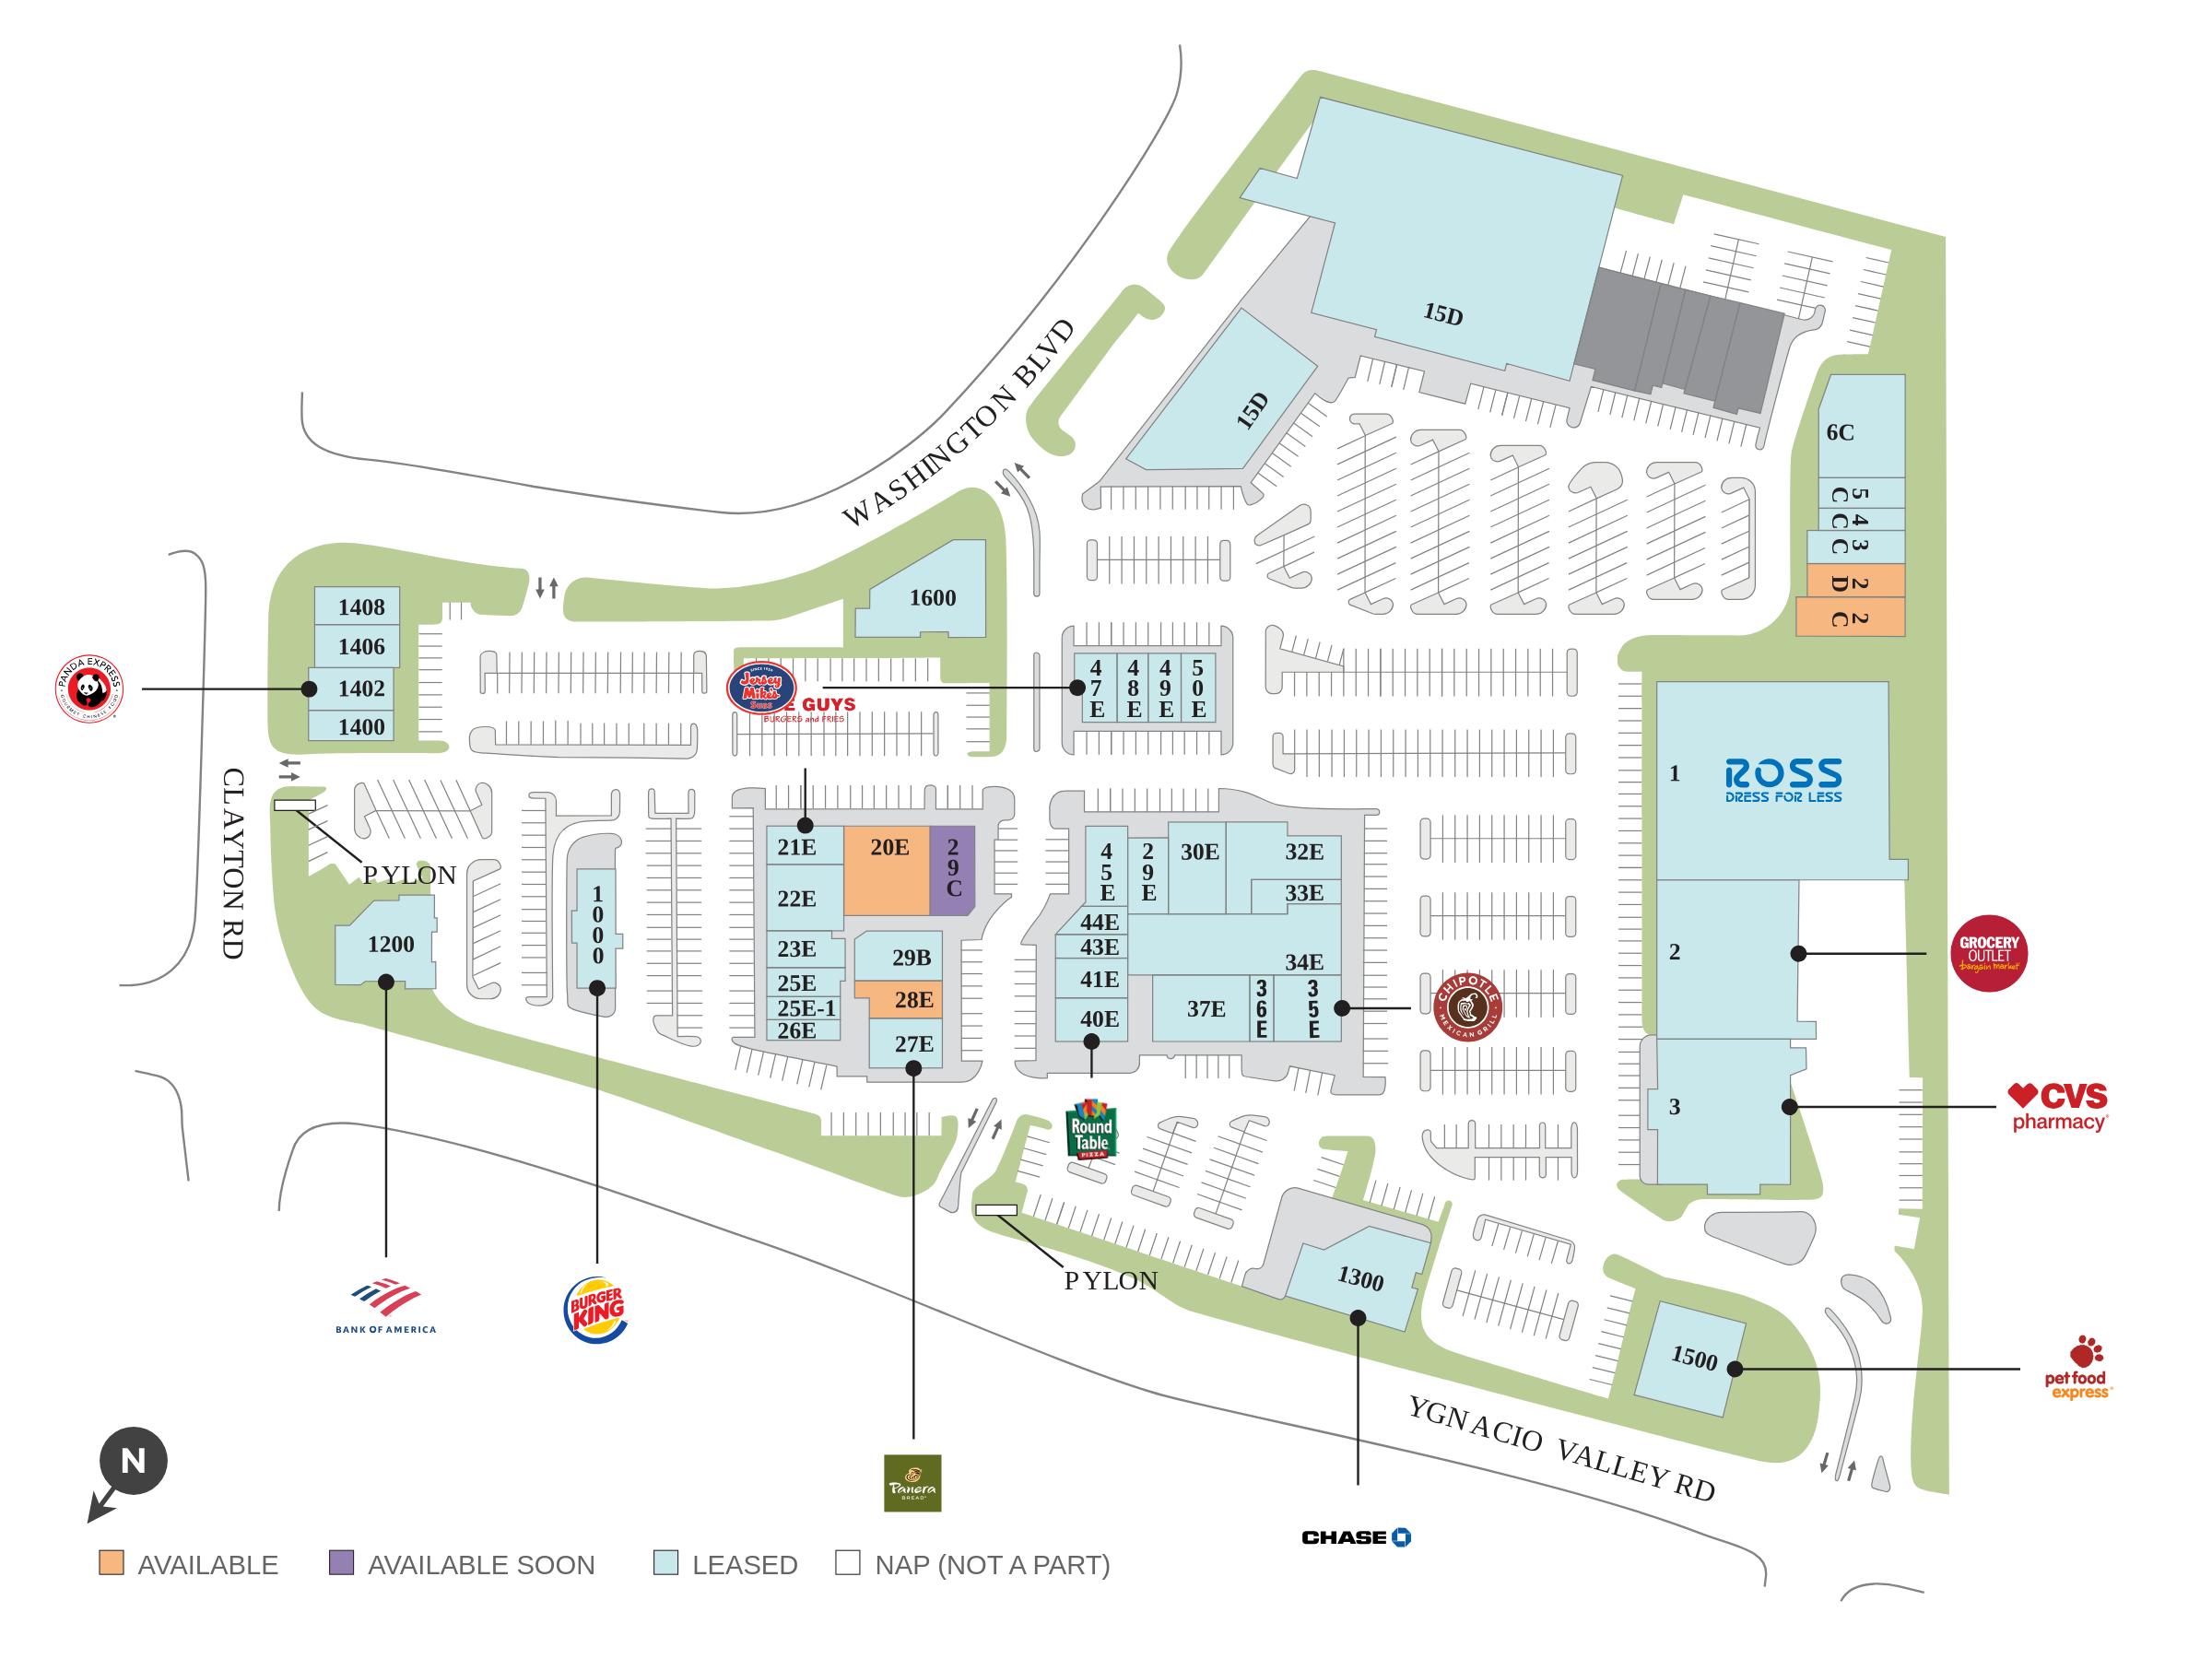 WASHINGTON BLVD
15D
15D
6C
5C
4C
3C
2D
2C
1600
1408
1406
1402
1400
PANDA EXPRESS
GOURMET CHINESE FOOD
SINCE 1956
Jersey
Mike's
Subs
E GUYS
BURGERS and FRIES
47E
48E
49E
50E
CLAYTON RD
PYLON
1200
1000
21E
20E
29C
22E
23E
25E
25E-1
26E
29B
28E
27E
45E
29E
30E
32E
33E
44E
43E
41E
40E
34E
37E
36E
35E
CHIPOTLE
MEXICAN GRILL
1
ROSS
DRESS FOR LESS
2
GROCERY
OUTLET
bargain market
3
CVS
pharmacy
Round
Table
PIZZA
PYLON
1300
1500
pet food
express
BANK OF AMERICA
BURGER
KING
Panera
BREAD
CHASE
YGNACIO VALLEY RD
N
AVAILABLE
AVAILABLE SOON
LEASED
NAP (NOT A PART)